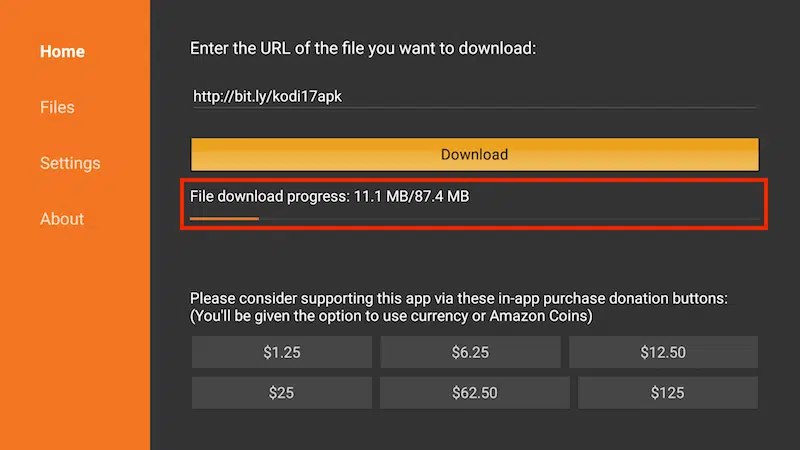 Home
Files
Settings
About
Enter the URL of the file you want to download:
http://bit.ly/kodi17apk
Download
File download progress: 11.1 MB/87.4 MB
Please consider supporting this app via these in-app purchase donation buttons:
(You'll be given the option to use currency or Amazon Coins)
$1.25 $6.25 $12.50
$25 $62.50 $125